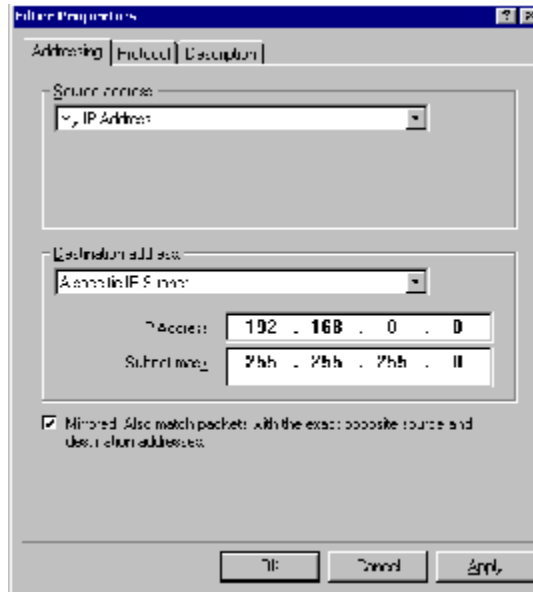 Filter Properties
Addressing Protocol Description
Source address:
My IP Address
Destination address:
A specific IP Subnet
IP Address: 192 . 168 . 0 . 0
Subnet mask: 255 . 255 . 255 . 0
Mirrored. Also match packets with the exact opposite source and
destination addresses.
OK Cancel Apply